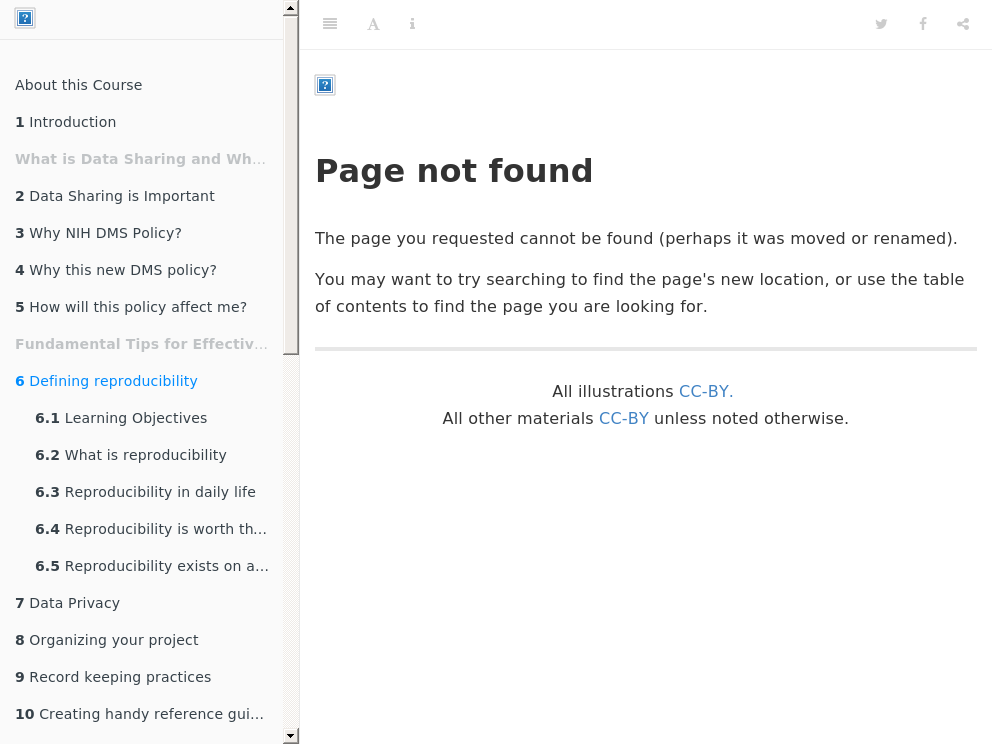 About this Course
1 Introduction
What is Data Sharing and Wh...
2 Data Sharing is Important
3 Why NIH DMS Policy?
4 Why this new DMS policy?
5 How will this policy affect me?
Fundamental Tips for Effectiv...
6 Defining reproducibility
6.1 Learning Objectives
6.2 What is reproducibility
6.3 Reproducibility in daily life
6.4 Reproducibility is worth th...
6.5 Reproducibility exists on a...
7 Data Privacy
8 Organizing your project
9 Record keeping practices
10 Creating handy reference gui...
Page not found
The page you requested cannot be found (perhaps it was moved or renamed).
You may want to try searching to find the page's new location, or use the table
of contents to find the page you are looking for.
All illustrations CC-BY.
All other materials CC-BY unless noted otherwise.